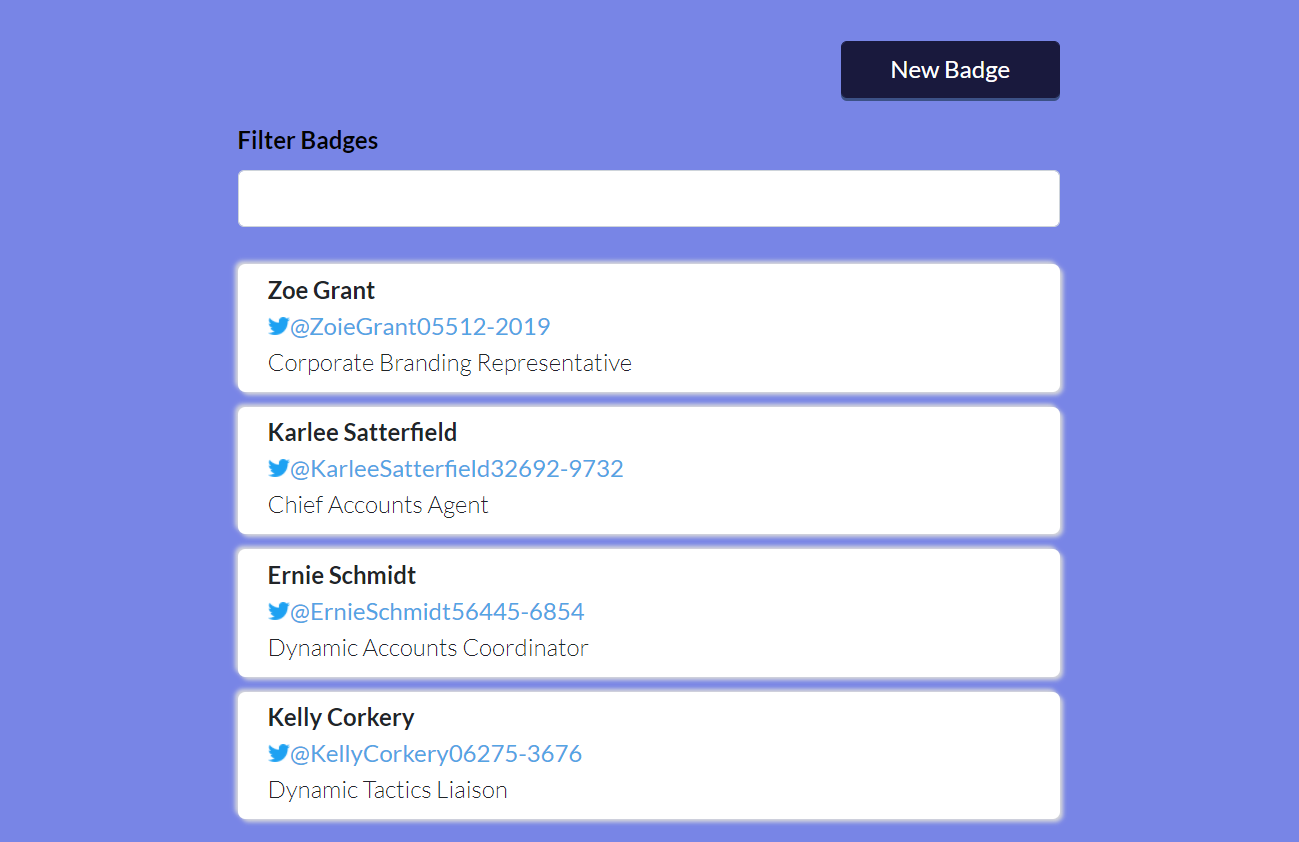 New Badge
Filter Badges
Zoe Grant
@ZoieGrant05512-2019
Corporate Branding Representative
Karlee Satterfield
@KarleeSatterfield32692-9732
Chief Accounts Agent
Ernie Schmidt
@ErnieSchmidt56445-6854
Dynamic Accounts Coordinator
Kelly Corkery
@KellyCorkery06275-3676
Dynamic Tactics Liaison